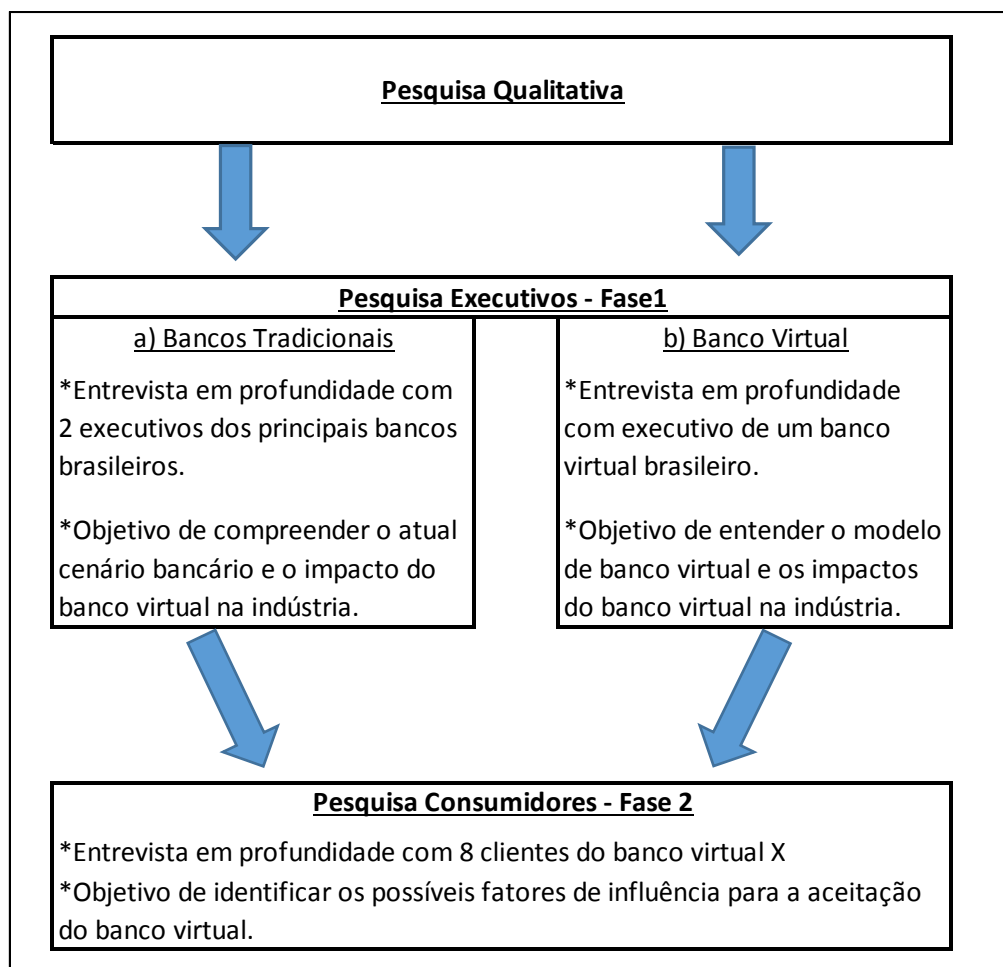 Pesquisa Qualitativa
Pesquisa Executivos - Fase1
a) Bancos Tradicionais
*Entrevista em profundidade com
2 executivos dos principais bancos
brasileiros.
*Objetivo de compreender o atual
cenário bancário e o impacto do
banco virtual na indústria.
b) Banco Virtual
*Entrevista em profundidade
com executivo de um banco
virtual brasileiro.
*Objetivo de entender o modelo
de banco virtual e os impactos
do banco virtual na indústria.
Pesquisa Consumidores - Fase 2
*Entrevista em profundidade com 8 clientes do banco virtual X
*Objetivo de identificar os possíveis fatores de influência para a aceitação
do banco virtual.